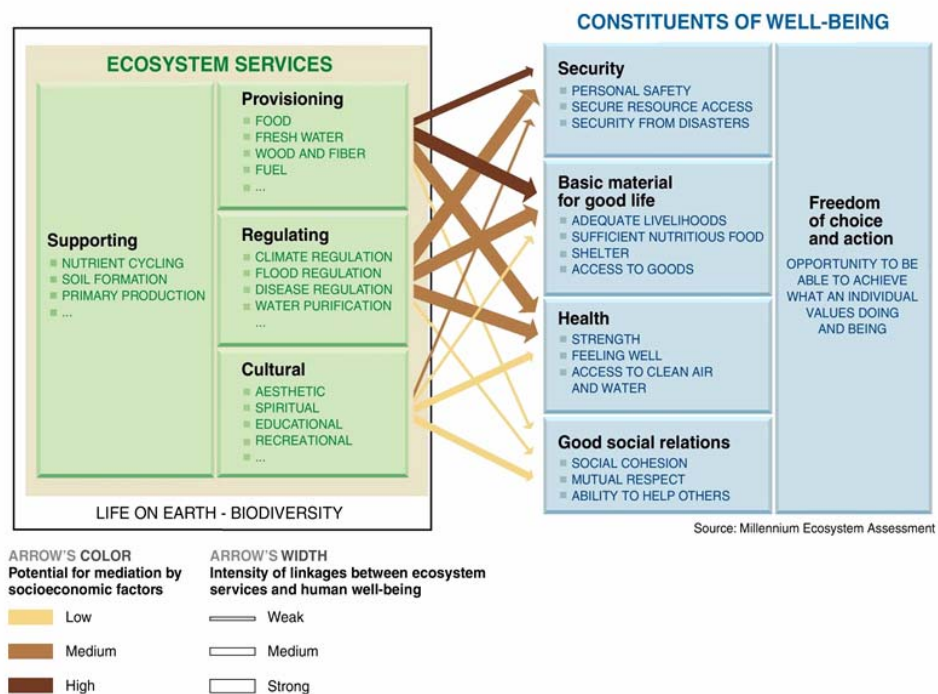 CONSTITUENTS OF WELL-BEING
ECOSYSTEM SERVICES
Supporting
NUTRIENT CYCLING
SOIL FORMATION
PRIMARY PRODUCTION
...
Provisioning
FOOD
FRESH WATER
WOOD AND FIBER
FUEL
...
Regulating
CLIMATE REGULATION
FLOOD REGULATION
DISEASE REGULATION
WATER PURIFICATION
...
Cultural
AESTHETIC
SPIRITUAL
EDUCATIONAL
RECREATIONAL
...
LIFE ON EARTH - BIODIVERSITY
Security
PERSONAL SAFETY
SECURE RESOURCE ACCESS
SECURITY FROM DISASTERS
Basic material
for good life
ADEQUATE LIVELIHOODS
SUFFICIENT NUTRITIOUS FOOD
SHELTER
ACCESS TO GOODS
Health
STRENGTH
FEELING WELL
ACCESS TO CLEAN AIR
AND WATER
Good social relations
SOCIAL COHESION
MUTUAL RESPECT
ABILITY TO HELP OTHERS
Freedom
of choice
and action
OPPORTUNITY TO BE
ABLE TO ACHIEVE
WHAT AN INDIVIDUAL
VALUES DOING
AND BEING
Source: Millennium Ecosystem Assessment
ARROW'S COLOR
Potential for mediation by
socioeconomic factors
Low
Medium
High
ARROW'S WIDTH
Intensity of linkages between ecosystem
services and human well-being
Weak
Medium
Strong